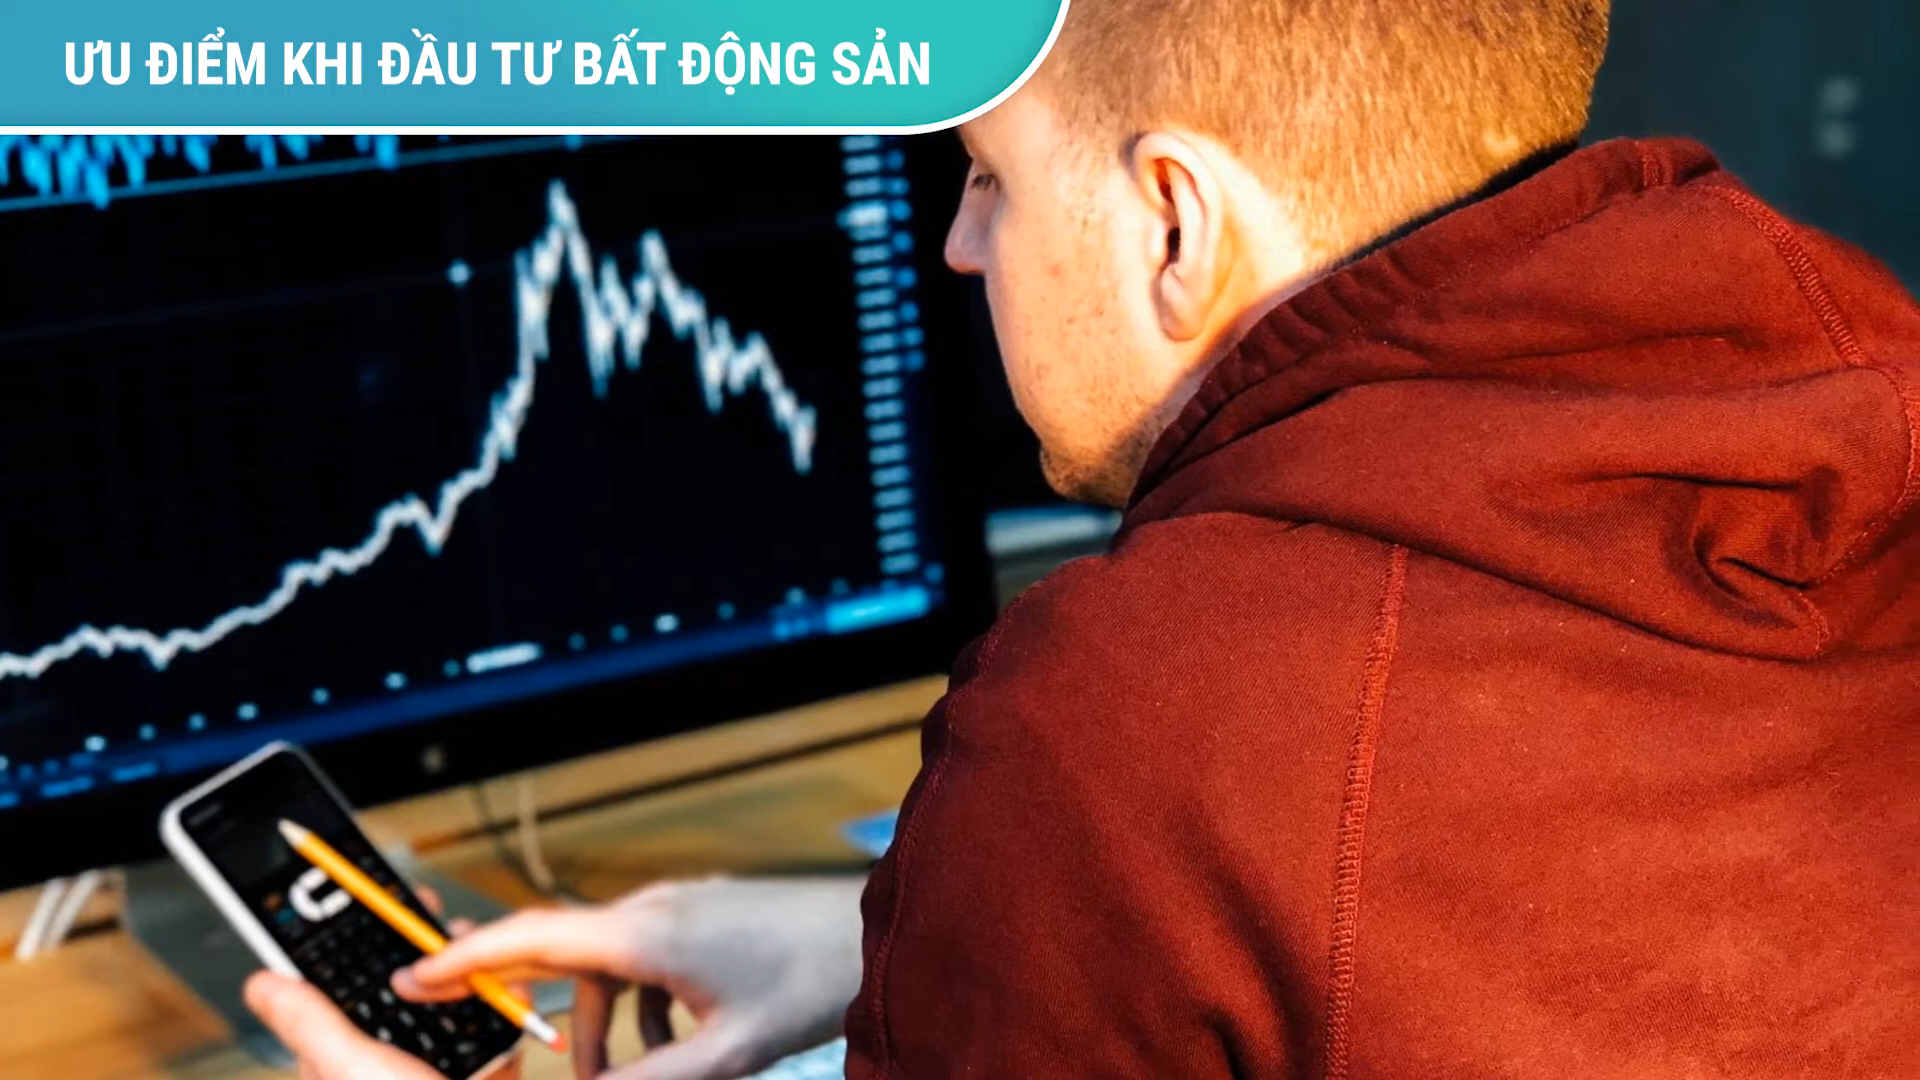 ƯU ĐIỂM KHI ĐẦU TƯ BẤT ĐỘNG SẢN